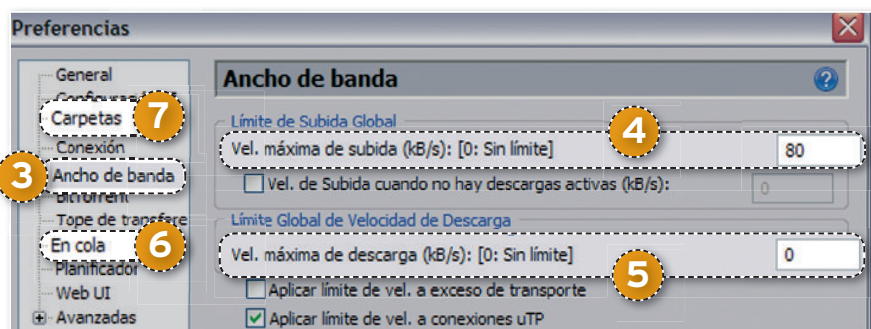 Preferencias
General
Carpetas
7
Conexión
3
Ancho de banda
BitTorrent
Tope de transfere
En cola
6
Planificador
Web UI
Avanzadas
Ancho de banda
?
Límite de Subida Global
4
Vel. máxima de subida (kB/s): [0: Sin límite]
80
Vel. de Subida cuando no hay descargas activas (kB/s):
0
Límite Global de Velocidad de Descarga
Vel. máxima de descarga (kB/s): [0: Sin límite]
0
5
Aplicar límite de vel. a exceso de transporte
Aplicar límite de vel. a conexiones uTP